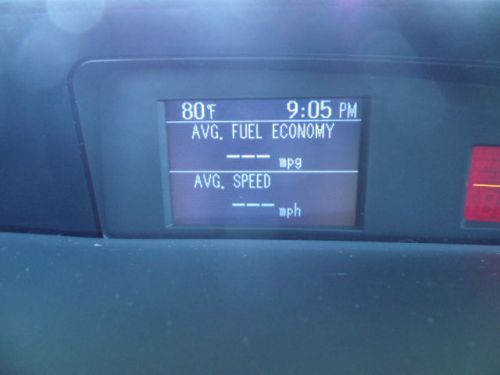 80°F 9:05 PM
AVG. FUEL ECONOMY
--- mpg
AVG. SPEED
--- mph